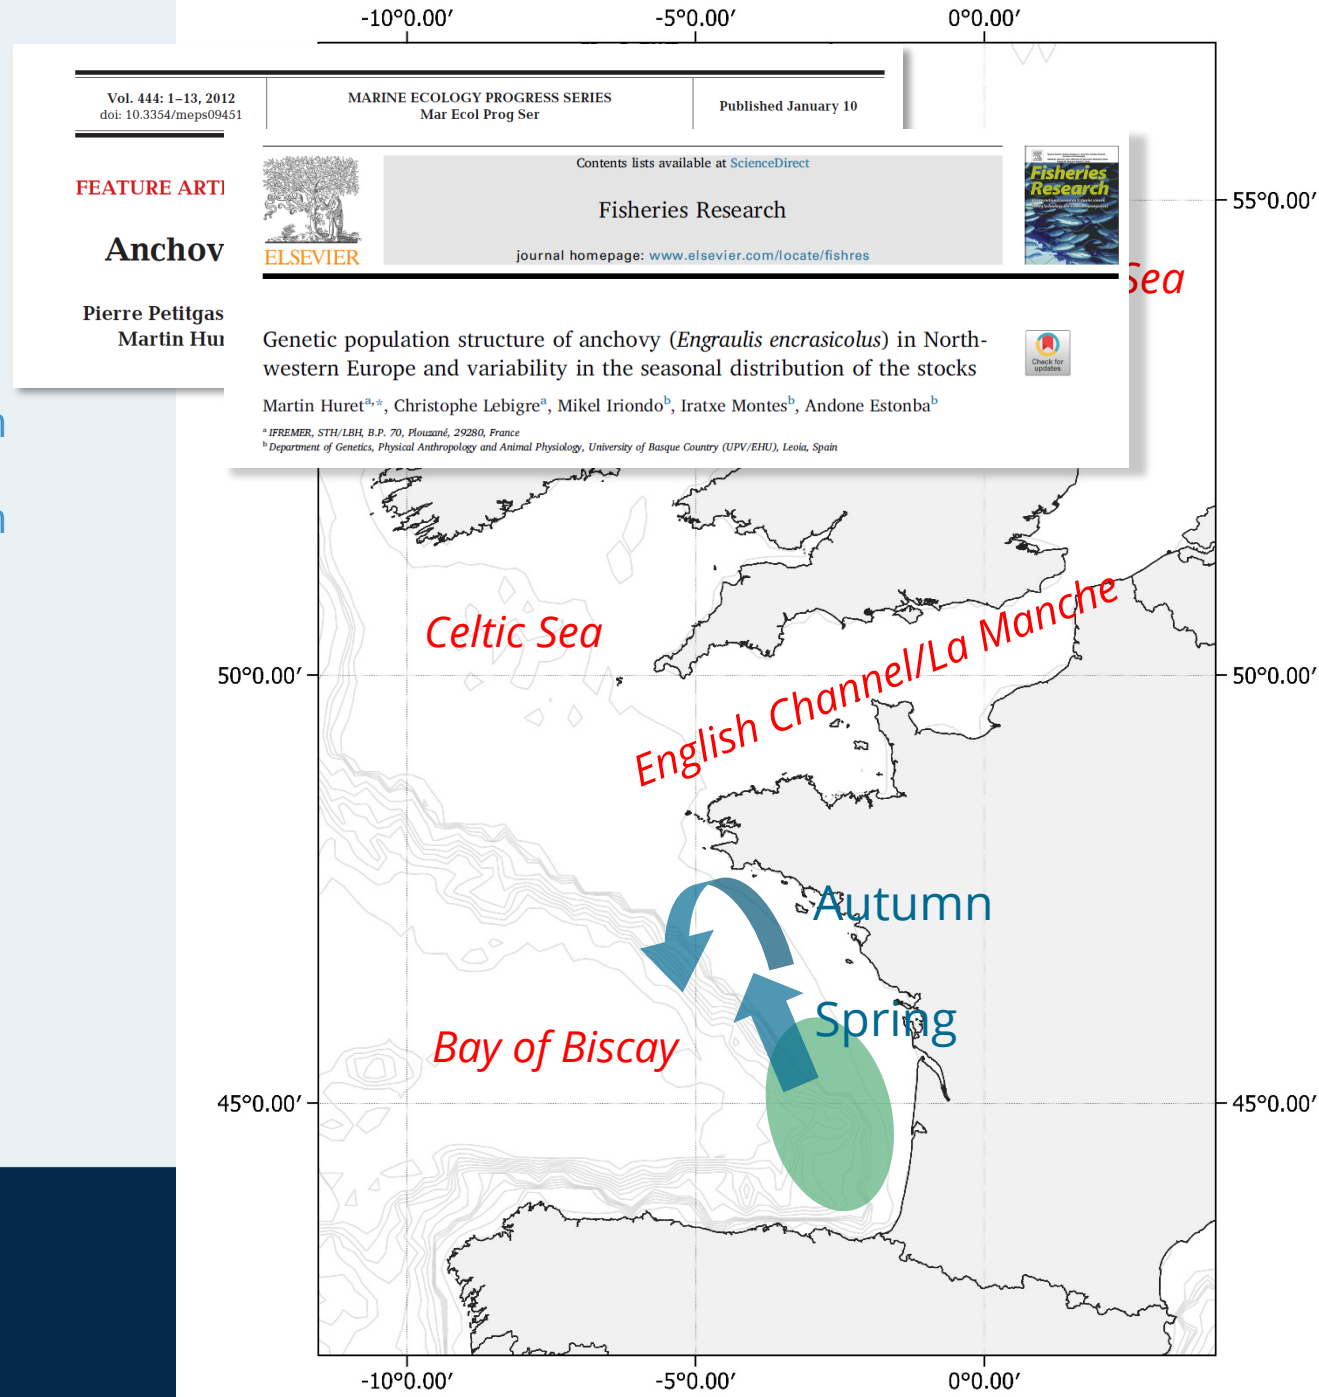 -10°0.00′ -5°0.00′ 0°0.00′
Vol. 444: 1–13, 2012
doi: 10.3354/meps09451
MARINE ECOLOGY PROGRESS SERIES
Mar Ecol Prog Ser
Published January 10
FEATURE ARTI
Anchov
Pierre Petitgas
Martin Hur
ELSEVIER
Contents lists available at ScienceDirect
Fisheries Research
journal homepage: www.elsevier.com/locate/fishres
Fisheries
Research
Genetic population structure of anchovy (Engraulis encrasicolus) in North-
western Europe and variability in the seasonal distribution of the stocks
Check for
updates
Martin Huretᵃ,*, Christophe Lebigreᵃ, Mikel Iriondoᵇ, Iratxe Montesᵇ, Andone Estonbaᵇ
ᵃ IFREMER, STH/LBH, B.P. 70, Plouzané, 29280, France
ᵇ Department of Genetics, Physical Anthropology and Animal Physiology, University of Basque Country (UPV/EHU), Leoia, Spain
55°0.00′
Sea
Celtic Sea
English Channel/La Manche
50°0.00′ 50°0.00′
Autumn
Spring
Bay of Biscay
45°0.00′ 45°0.00′
-10°0.00′ -5°0.00′ 0°0.00′